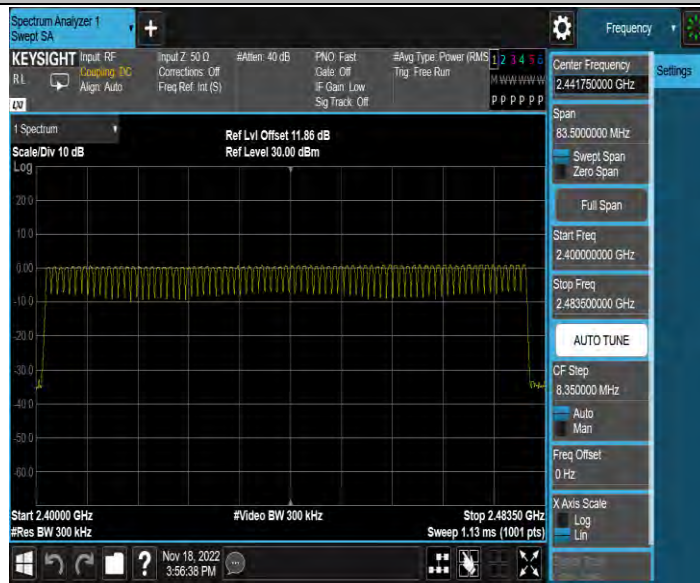 Spectrum Analyzer 1
Swept SA
+
Frequency
KEYSIGHT
RL
LXI
Input: RF
Coupling: DC
Align: Auto
Input Z: 50 Ω
Corrections: Off
Freq Ref: Int (S)
#Atten: 40 dB
PNO: Fast
Gate: Off
IF Gain: Low
Sig Track: Off
#Avg Type: Power (RMS
Trig: Free Run
1 2 3 4 5 6
M W W W W W
P P P P P P
1 Spectrum
Scale/Div 10 dB
Log
Ref Lvl Offset 11.86 dB
Ref Level 30.00 dBm
20.0
10.0
0.00
-10.0
-20.0
-30.0
-40.0
-50.0
-60.0
Start 2.40000 GHz
#Res BW 300 kHz
#Video BW 300 kHz
Stop 2.48350 GHz
Sweep 1.13 ms (1001 pts)
Center Frequency
2.441750000 GHz
Settings
Span
83.5000000 MHz
Swept Span
Zero Span
Full Span
Start Freq
2.400000000 GHz
Stop Freq
2.483500000 GHz
AUTO TUNE
CF Step
8.350000 MHz
Auto
Man
Freq Offset
0 Hz
X Axis Scale
Log
Lin
?
Nov 18, 2022
3:56:38 PM